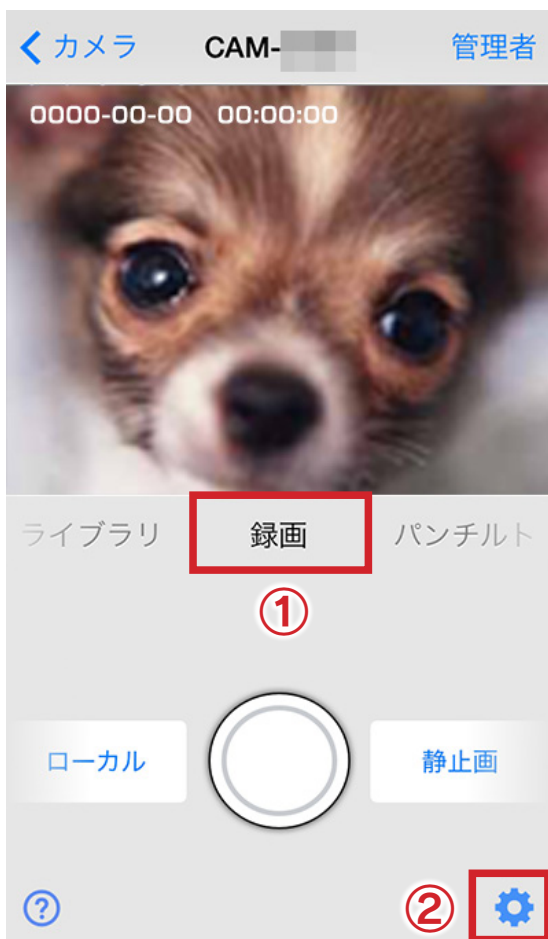 カメラ CAM- 管理者
0000-00-00 00:00:00
ライブラリ 録画 パンチルト
①
ローカル 静止画
? ②